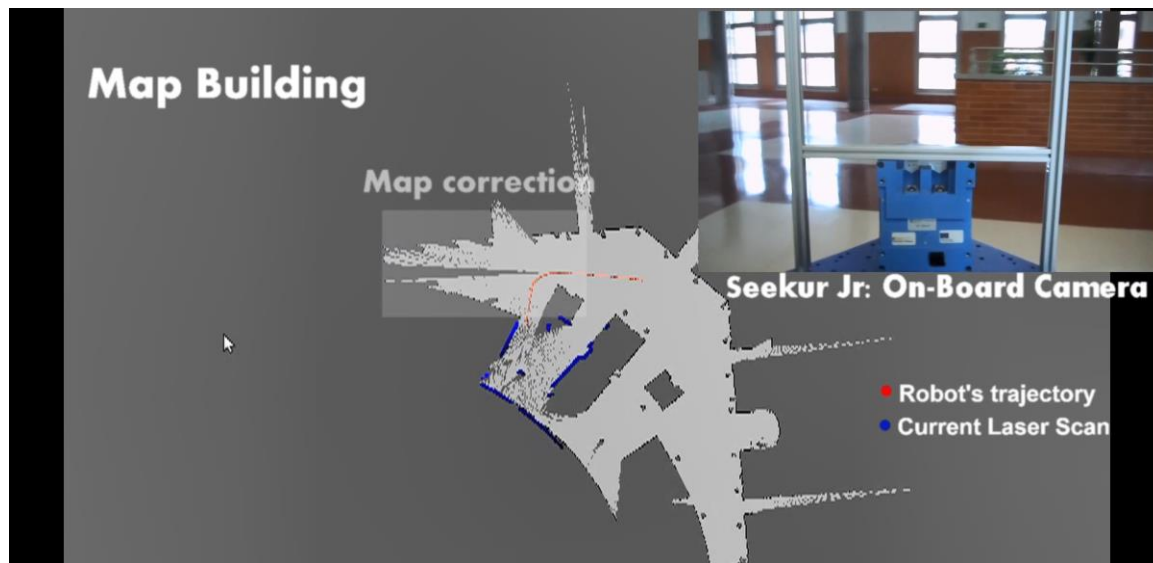 Map Building
Map correction
Seekur Jr: On-Board Camera
Robot's trajectory
Current Laser Scan